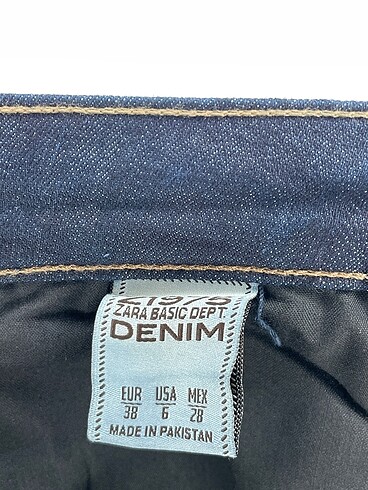 Z1975
ZARA BASIC DEPT.
DENIM
EUR USA MEX
38 6 28
MADE IN PAKISTAN